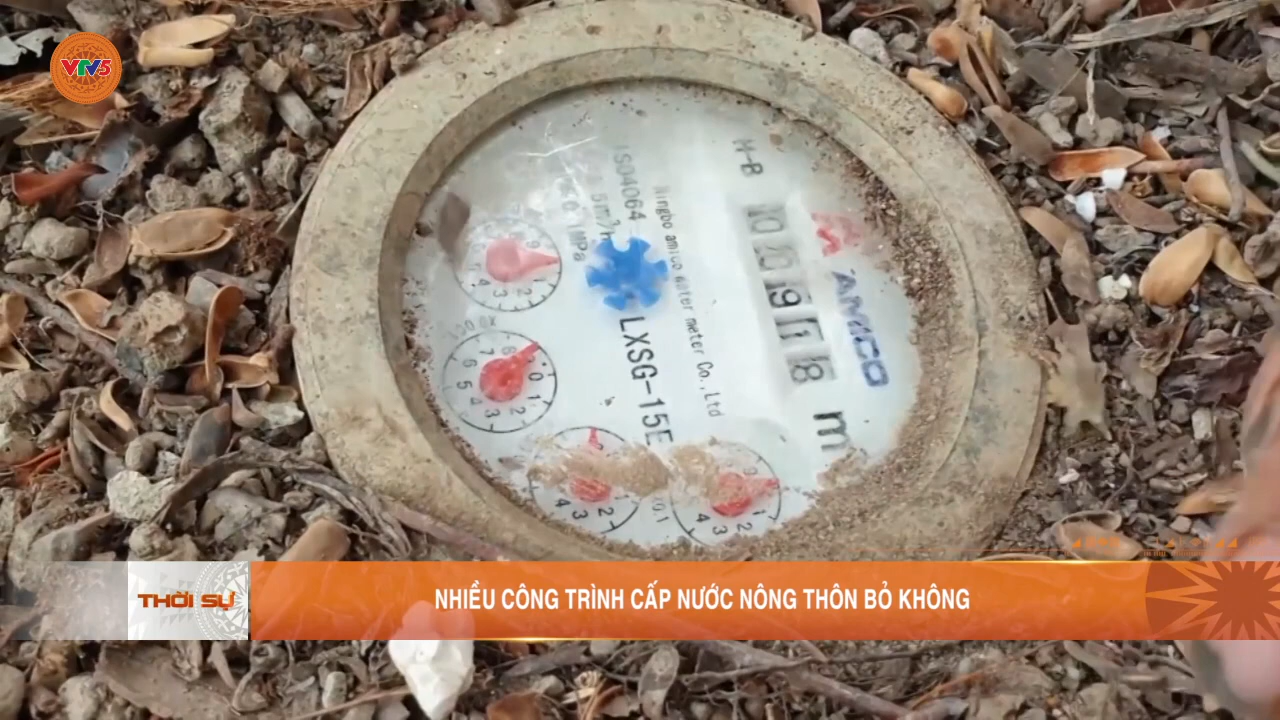 VTV5
H-B
AMICO
m
Ningbo amico water meter Co.,Ltd
ISO4064
LXSG-15E
THỜI SỰ
NHIỀU CÔNG TRÌNH CẤP NƯỚC NÔNG THÔN BỎ KHÔNG